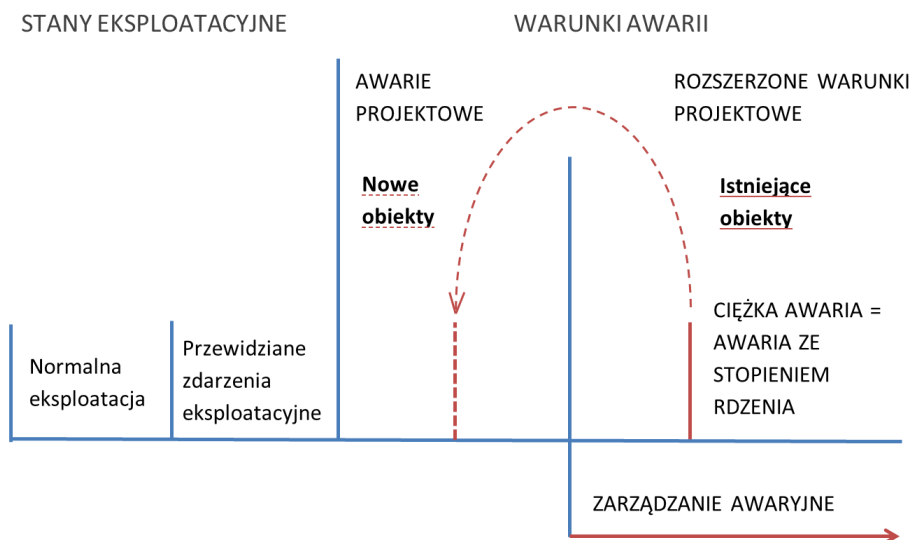 STANY EKSPLOATACYJNE
WARUNKI AWARII
AWARIE
PROJEKTOWE
ROZSZERZONE WARUNKI
PROJEKTOWE
Nowe
obiekty
Istniejące
obiekty
Normalna
eksploatacja
Przewidziane
zdarzenia
eksploatacyjne
CIĘŻKA AWARIA =
AWARIA ZE
STOPIENIEM
RDZENIA
ZARZĄDZANIE AWARYJNE